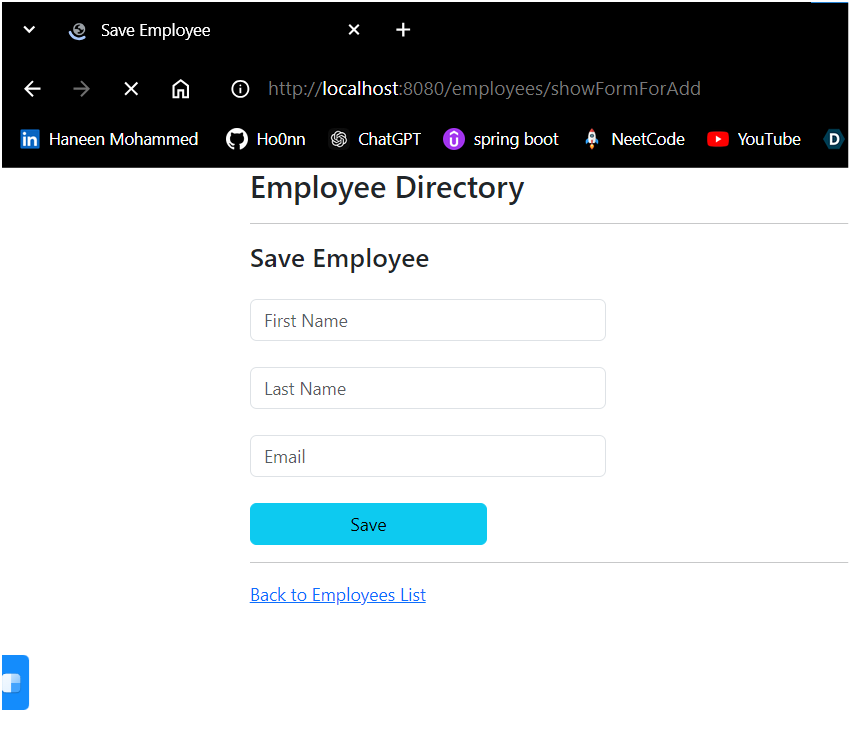 Save Employee
http://localhost:8080/employees/showFormForAdd
in Haneen Mohammed Ho0nn ChatGPT spring boot NeetCode YouTube D
Employee Directory
Save Employee
First Name
Last Name
Email
Save
Back to Employees List